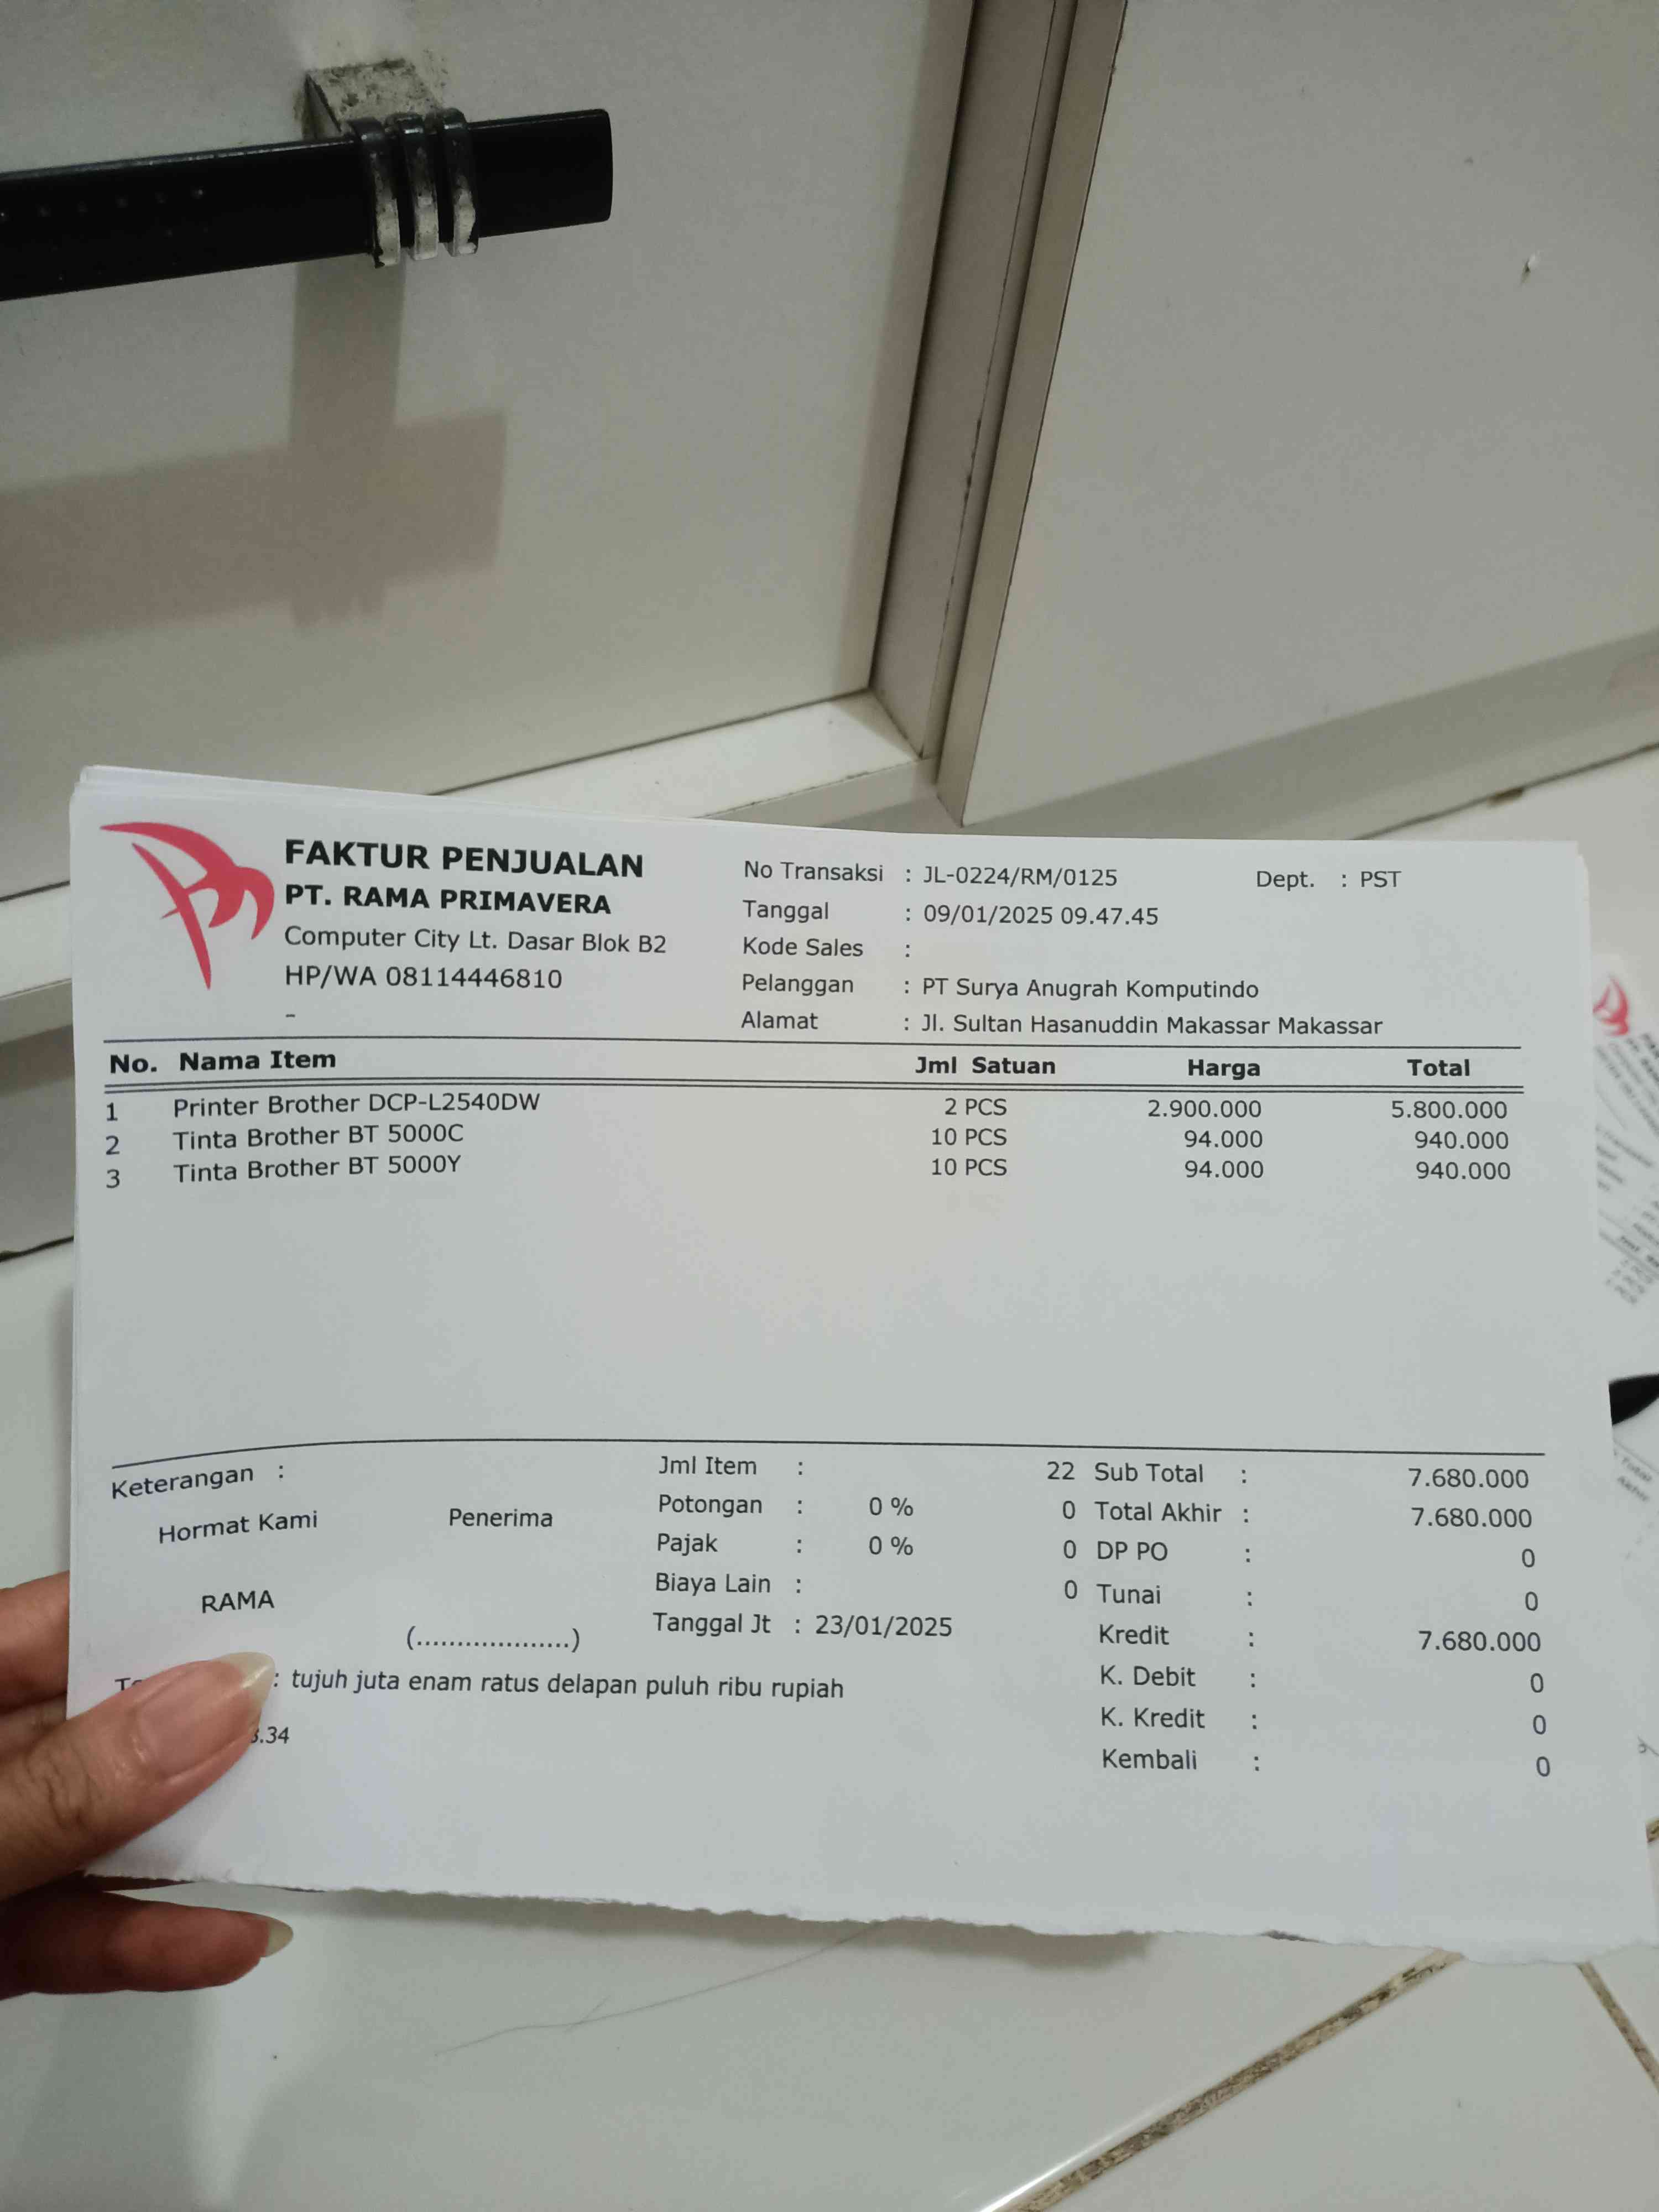 FAKTUR PENJUALAN
PT. RAMA PRIMAVERA
Computer City Lt. Dasar Blok B2
HP/WA 08114446810
-
No Transaksi : JL-0224/RM/0125 Dept. : PST
Tanggal : 09/01/2025 09.47.45
Kode Sales :
Pelanggan : PT Surya Anugrah Komputindo
Alamat : Jl. Sultan Hasanuddin Makassar Makassar
No. Nama Item Jml Satuan Harga Total
1 Printer Brother DCP-L2540DW 2 PCS 2.900.000 5.800.000
2 Tinta Brother BT 5000C 10 PCS 94.000 940.000
3 Tinta Brother BT 5000Y 10 PCS 94.000 940.000
Keterangan :
Hormat Kami Penerima
RAMA
(...................)
Jml Item : 22
Potongan : 0 % 0
Pajak : 0 % 0
Biaya Lain : 0
Tanggal Jt : 23/01/2025
Sub Total : 7.680.000
Total Akhir : 7.680.000
DP PO : 0
Tunai : 0
Kredit : 7.680.000
K. Debit : 0
K. Kredit : 0
Kembali : 0
: tujuh juta enam ratus delapan puluh ribu rupiah
.34